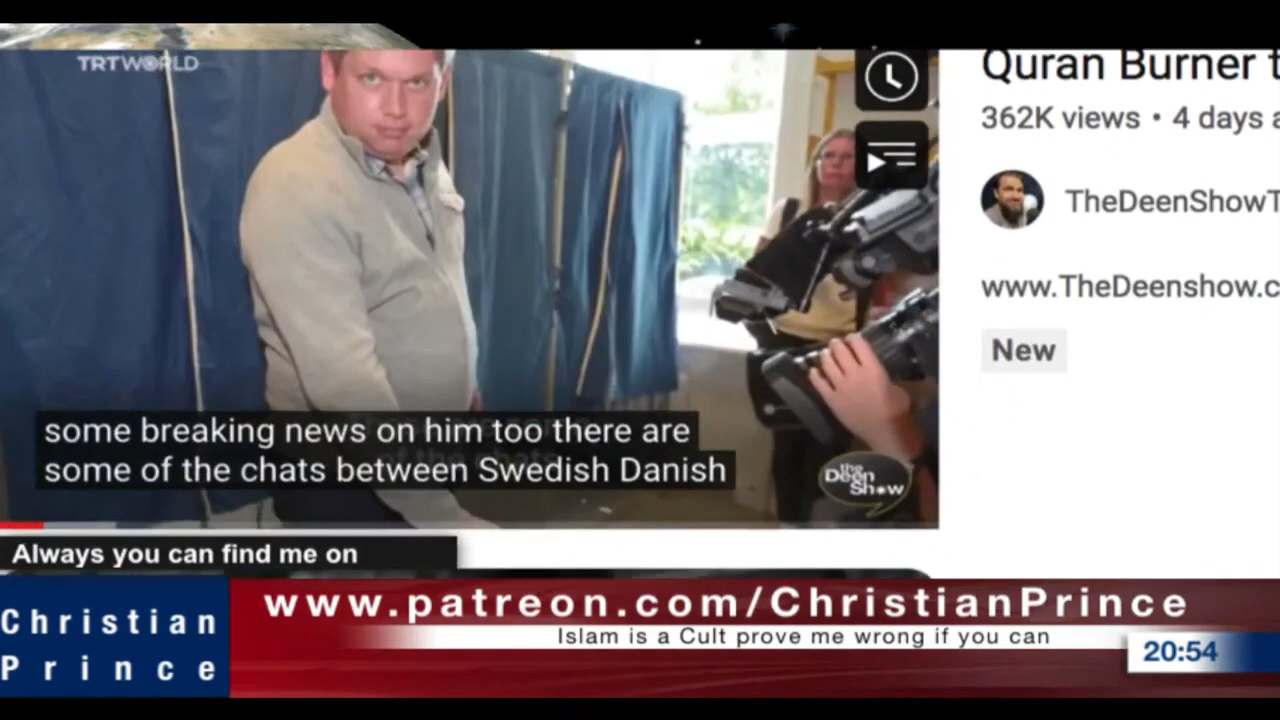 TRT WORLD
Quran Burner t
362K views • 4 days a
TheDeenShowT
www.TheDeenshow.c
New
some breaking news on him too there are
some of the chats between Swedish Danish
the
Deen
Show
Always you can find me on
Christian
Prince
www.patreon.com/ChristianPrince
Islam is a Cult prove me wrong if you can
20:54